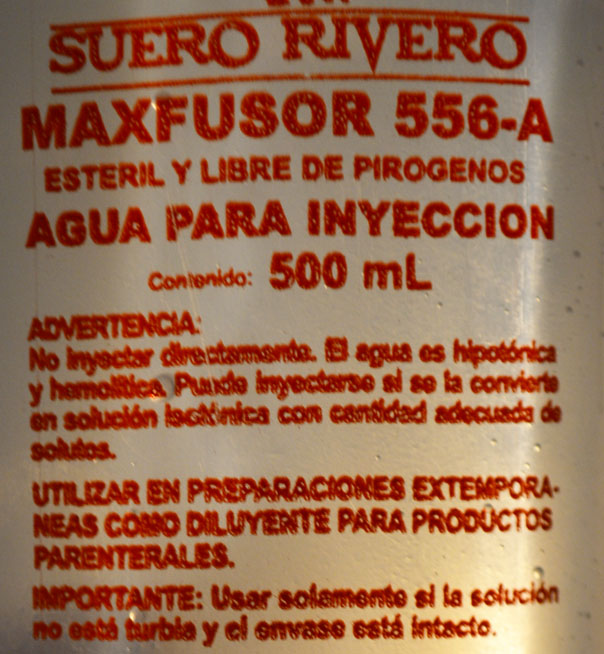 SUERO RIVERO
MAXFUSOR 556-A
ESTERIL Y LIBRE DE PIROGENOS
AGUA PARA INYECCION
Contenido: 500 mL
ADVERTENCIA:
No inyectar directamente. El agua es hipotónica
y hemolítica. Puede inyectarse si se la convierte
en solución isotónica con cantidad adecuada de
solutos.
UTILIZAR EN PREPARACIONES EXTEMPORA-
NEAS COMO DILUYENTE PARA PRODUCTOS
PARENTERALES.
IMPORTANTE: Usar solamente si la solución
no está turbia y el envase está intacto.